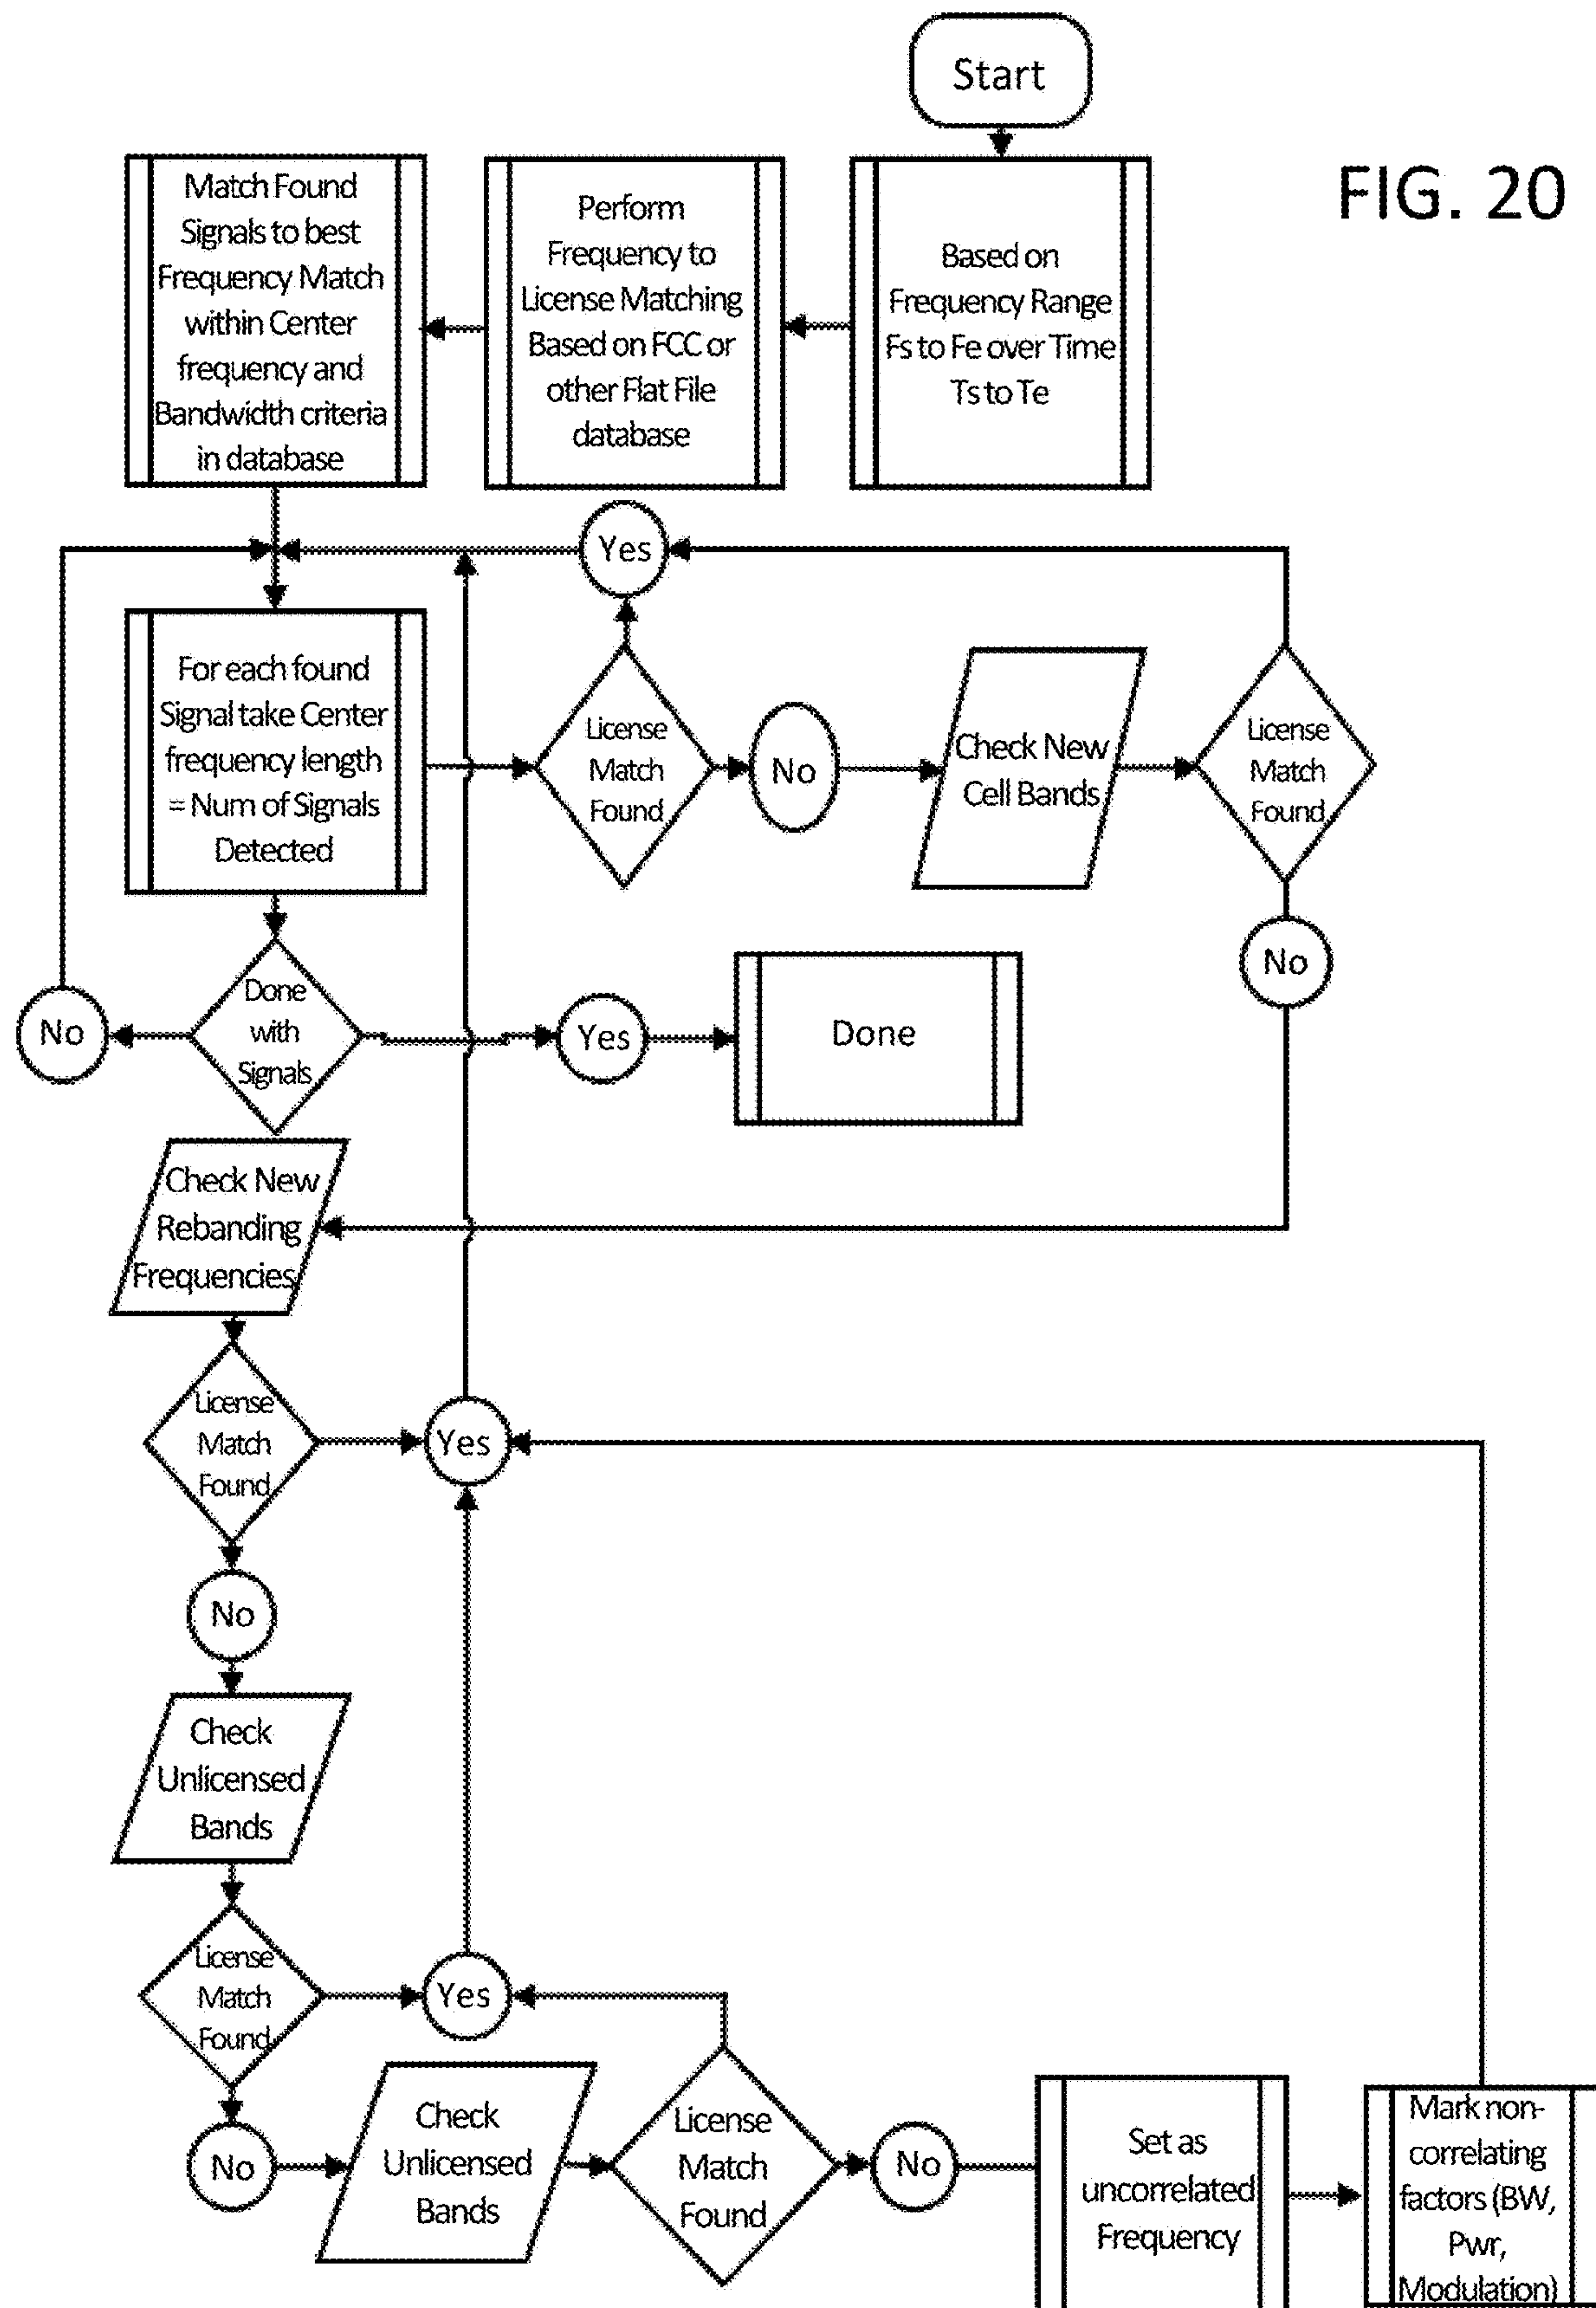 Start
FIG. 20
Based on
Frequency Range
Fs to Fe over Time
Ts to Te
Perform
Frequency to
License Matching
Based on FCC or
other Flat File
database
Match Found
Signals to best
Frequency Match
within Center
frequency and
Bandwidth criteria
in database
Yes
For each found
Signal take Center
frequency length
= Num of Signals
Detected
License
Match
Found
No
Check New
Cell Bands
License
Match
Found
No
Done
with
Signals
No
Yes
Done
Check New
Rebanding
Frequencies
License
Match
Found
Yes
No
Check
Unlicensed
Bands
License
Match
Found
Yes
No
Check
Unlicensed
Bands
License
Match
Found
No
Set as
uncorrelated
Frequency
Mark non-
correlating
factors (BW,
Pwr,
Modulation)